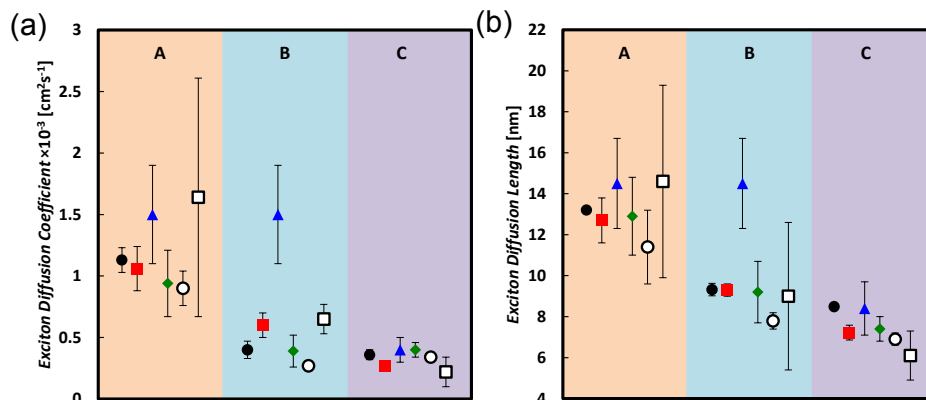 (a)
Exciton Diffusion Coefficient ×10⁻³ [cm²s⁻¹]
3
2.5
2
1.5
1
0.5
0
A B C
(b)
Exciton Diffusion Length [nm]
22
20
18
16
14
12
10
8
6
4
A B C